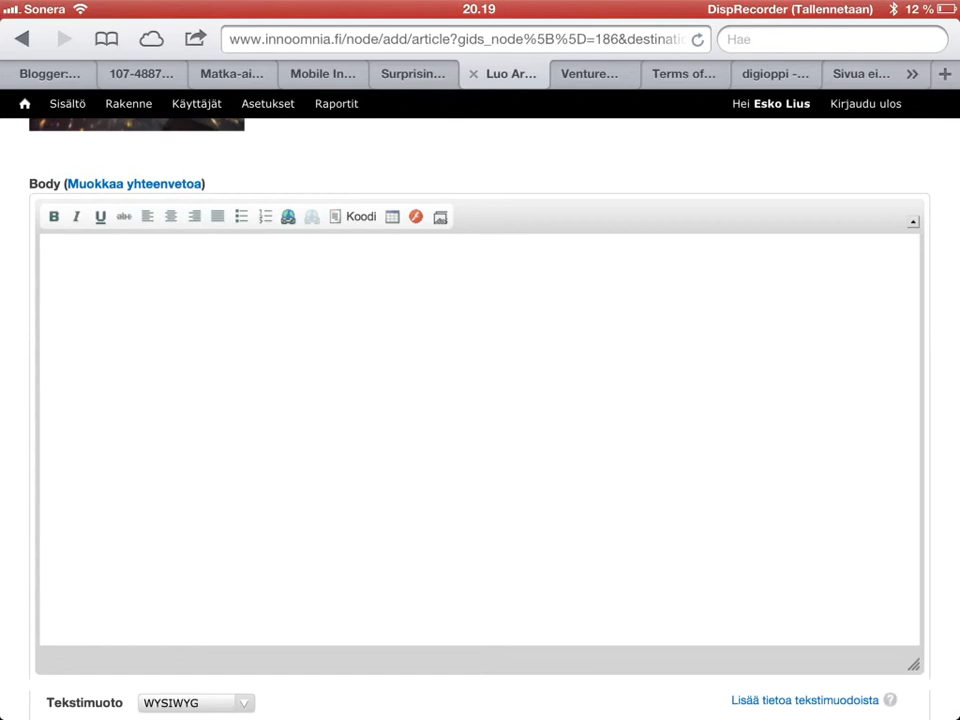 Sonera 20.19 DispRecorder (Tallennetaan) 12 %
www.innoomnia.fi/node/add/article?gids_node%5B%5D=186&destinati Hae
Blogger:... 107-4887... Matka-ai... Mobile In... Surprisin... Luo Ar... Venture... Terms of... digioppi -... Sivua ei...
Sisältö Rakenne Käyttäjät Asetukset Raportit Hei Esko Lius Kirjaudu ulos
Body (Muokkaa yhteenvetoa)
B I U abc Koodi
Tekstimuoto WYSIWYG Lisää tietoa tekstimuodoista ?